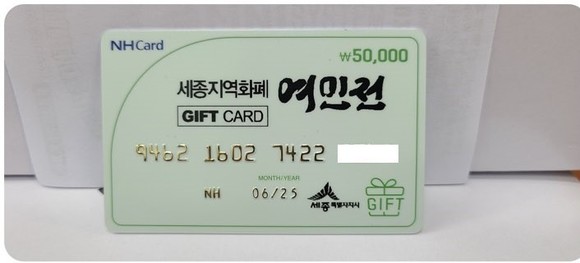 NHCard
₩50,000
세종지역화폐 여민전
GIFT CARD
9462 1602 7422
MONTH/YEAR
NH 06/25 세종특별자치시
GIFT